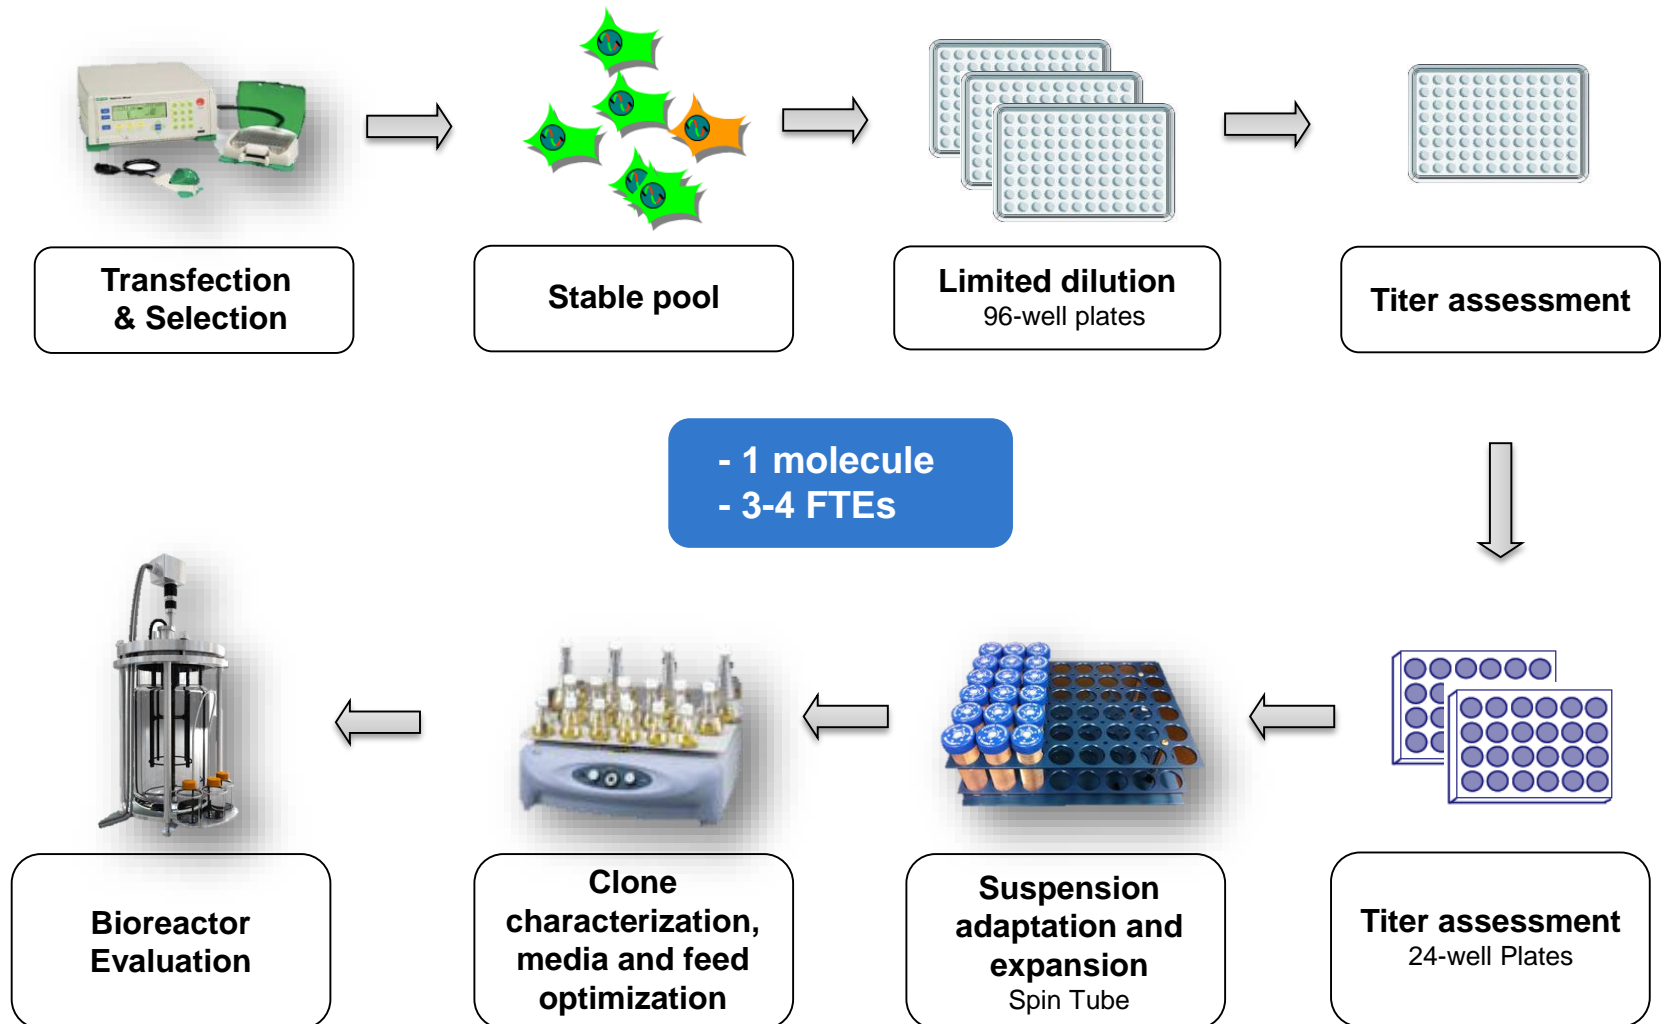 Transfection
& Selection
Stable pool
Limited dilution
96-well plates
Titer assessment
- 1 molecule
- 3-4 FTEs
Bioreactor
Evaluation
Clone
characterization,
media and feed
optimization
Suspension
adaptation and
expansion
Spin Tube
Titer assessment
24-well Plates